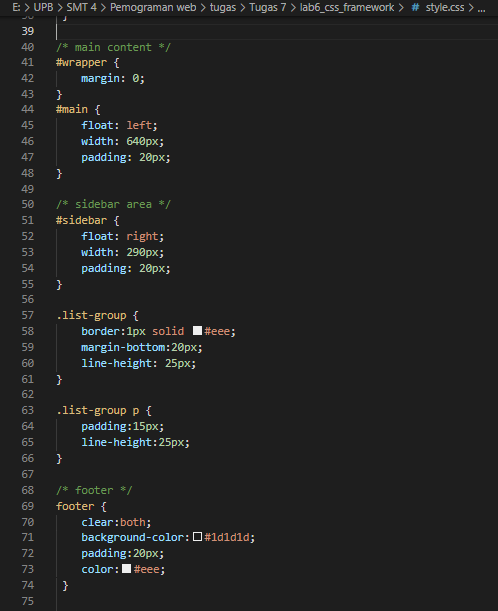 E: > UPB > SMT 4 > Pemograman web > tugas > Tugas 7 > lab6_css_framework > # style.css > ...
39
40 /* main content */
41 #wrapper {
42     margin: 0;
43 }
44 #main {
45     float: left;
46     width: 640px;
47     padding: 20px;
48 }
49
50 /* sidebar area */
51 #sidebar {
52     float: right;
53     width: 290px;
54     padding: 20px;
55 }
56
57 .list-group {
58     border:1px solid #eee;
59     margin-bottom:20px;
60     line-height: 25px;
61 }
62
63 .list-group p {
64     padding:15px;
65     line-height:25px;
66 }
67
68 /* footer */
69 footer {
70     clear:both;
71     background-color:#1d1d1d;
72     padding:20px;
73     color:#eee;
74  }
75